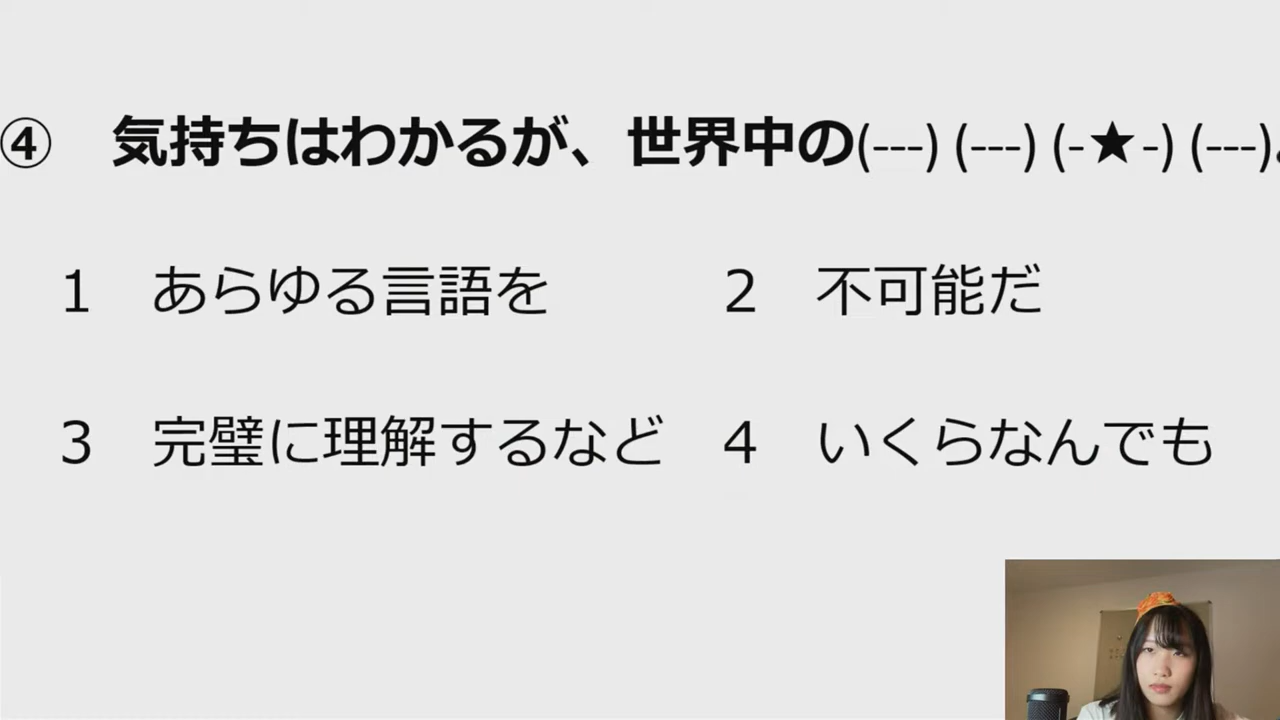 ④ 気持ちはわかるが、世界中の(---) (---) (-★-) (---)。
1 あらゆる言語を 2 不可能だ
3 完璧に理解するなど 4 いくらなんでも